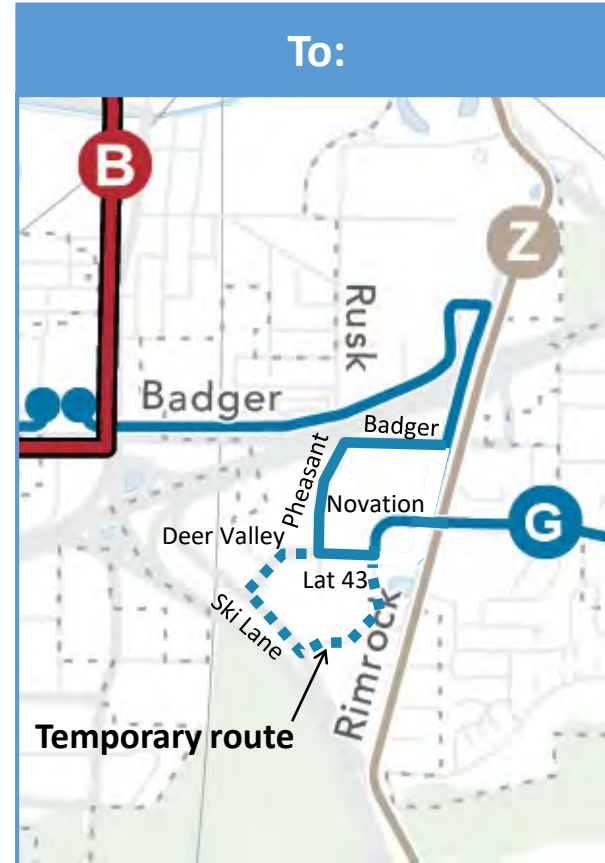 To:
B
Z
Rusk
Badger
Badger
Pheasant
Novation
G
Deer Valley
Lat 43
Ski Lane
Rimrock
Temporary route